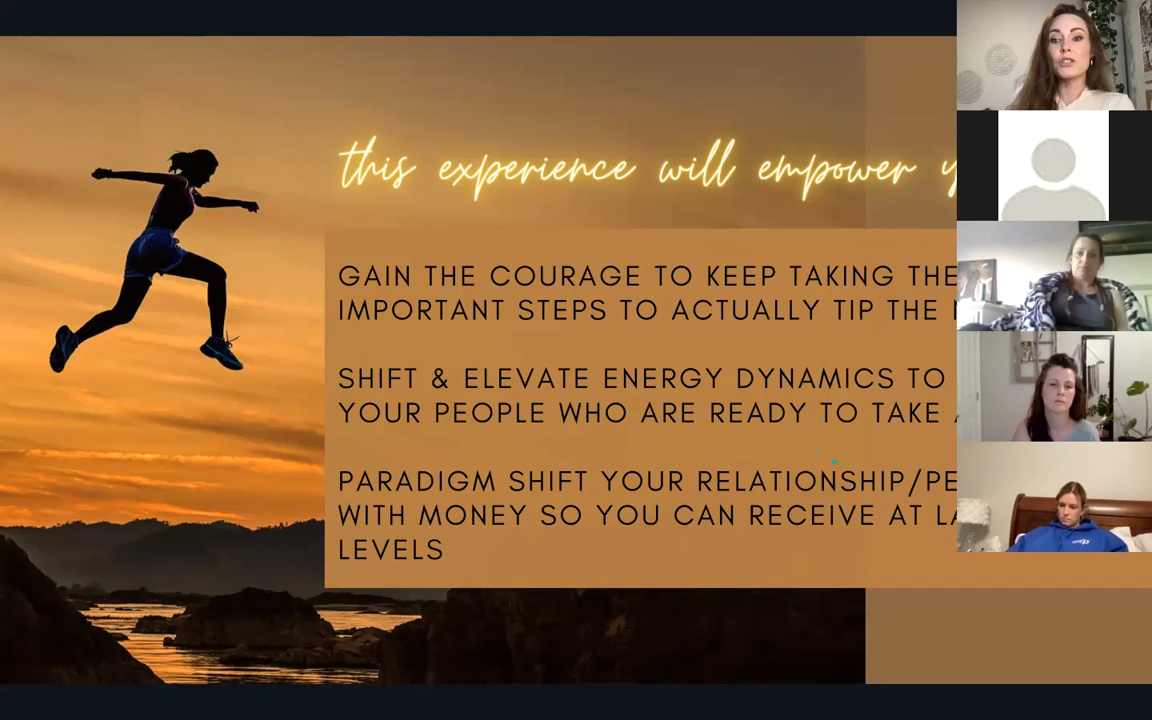 this experience will empower
GAIN THE COURAGE TO KEEP TAKING THE
IMPORTANT STEPS TO ACTUALLY TIP THE
SHIFT & ELEVATE ENERGY DYNAMICS TO
YOUR PEOPLE WHO ARE READY TO TAKE
PARADIGM SHIFT YOUR RELATIONSHIP/PE
WITH MONEY SO YOU CAN RECEIVE AT LA
LEVELS